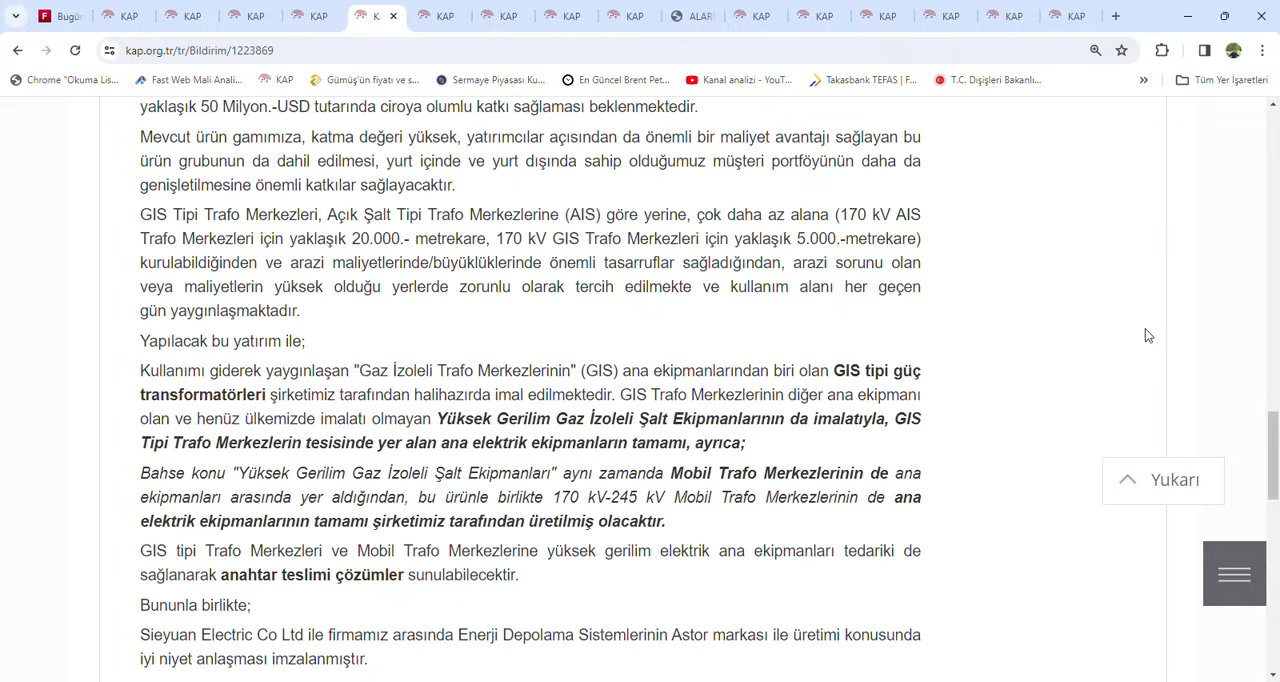 Bugü
KAP
KAP
KAP
KAP
K
KAP
KAP
KAP
KAP
ALAR
KAP
KAP
KAP
KAP
KAP
KAP
kap.org.tr/tr/Bildirim/1223869
Chrome "Okuma Lis...
Fast Web Mali Anali...
KAP
Gümüş'ün fiyatı ve s...
Sermaye Piyasası Ku...
En Güncel Brent Pet...
Kanal analizi - YouT...
Takasbank TEFAS | F...
T.C. Dışişleri Bakanlı...
Tüm Yer İşaretleri
yaklaşık 50 Milyon.-USD tutarında ciroya olumlu katkı sağlaması beklenmektedir.
Mevcut ürün gamımıza, katma değeri yüksek, yatırımcılar açısından da önemli bir maliyet avantajı sağlayan bu
ürün grubunun da dahil edilmesi, yurt içinde ve yurt dışında sahip olduğumuz müşteri portföyünün daha da
genişletilmesine önemli katkılar sağlayacaktır.
GIS Tipi Trafo Merkezleri, Açık Şalt Tipi Trafo Merkezlerine (AIS) göre yerine, çok daha az alana (170 kV AIS
Trafo Merkezleri için yaklaşık 20.000.- metrekare, 170 kV GIS Trafo Merkezleri için yaklaşık 5.000.-metrekare)
kurulabildiğinden ve arazi maliyetlerinde/büyüklüklerinde önemli tasarruflar sağladığından, arazi sorunu olan
veya maliyetlerin yüksek olduğu yerlerde zorunlu olarak tercih edilmekte ve kullanım alanı her geçen
gün yaygınlaşmaktadır.
Yapılacak bu yatırım ile;
Kullanımı giderek yaygınlaşan "Gaz İzoleli Trafo Merkezlerinin" (GIS) ana ekipmanlarından biri olan GIS tipi güç
transformatörleri şirketimiz tarafından halihazırda imal edilmektedir. GIS Trafo Merkezlerinin diğer ana ekipmanı
olan ve henüz ülkemizde imalatı olmayan Yüksek Gerilim Gaz İzoleli Şalt Ekipmanlarının da imalatıyla, GIS
Tipi Trafo Merkezlerin tesisinde yer alan ana elektrik ekipmanların tamamı, ayrıca;
Bahse konu "Yüksek Gerilim Gaz İzoleli Şalt Ekipmanları" aynı zamanda Mobil Trafo Merkezlerinin de ana
ekipmanları arasında yer aldığından, bu ürünle birlikte 170 kV-245 kV Mobil Trafo Merkezlerinin de ana
elektrik ekipmanlarının tamamı şirketimiz tarafından üretilmiş olacaktır.
GIS tipi Trafo Merkezleri ve Mobil Trafo Merkezlerine yüksek gerilim elektrik ana ekipmanları tedariki de
sağlanarak anahtar teslimi çözümler sunulabilecektir.
Bununla birlikte;
Sieyuan Electric Co Ltd ile firmamız arasında Enerji Depolama Sistemlerinin Astor markası ile üretimi konusunda
iyi niyet anlaşması imzalanmıştır.
Yukarı